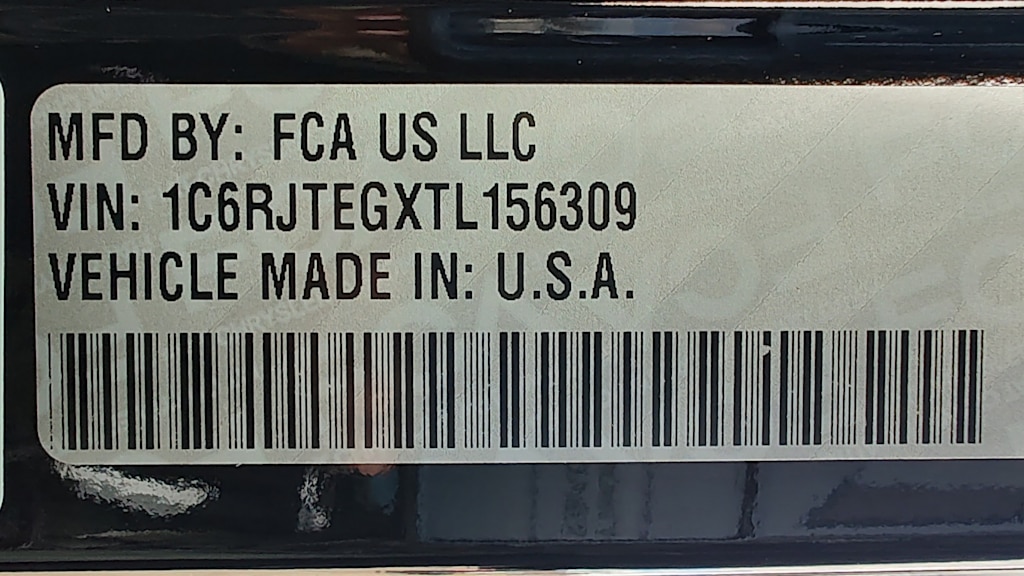 MFD BY: FCA US LLC
VIN: 1C6RJTEGXTL156309
VEHICLE MADE IN: U.S.A.